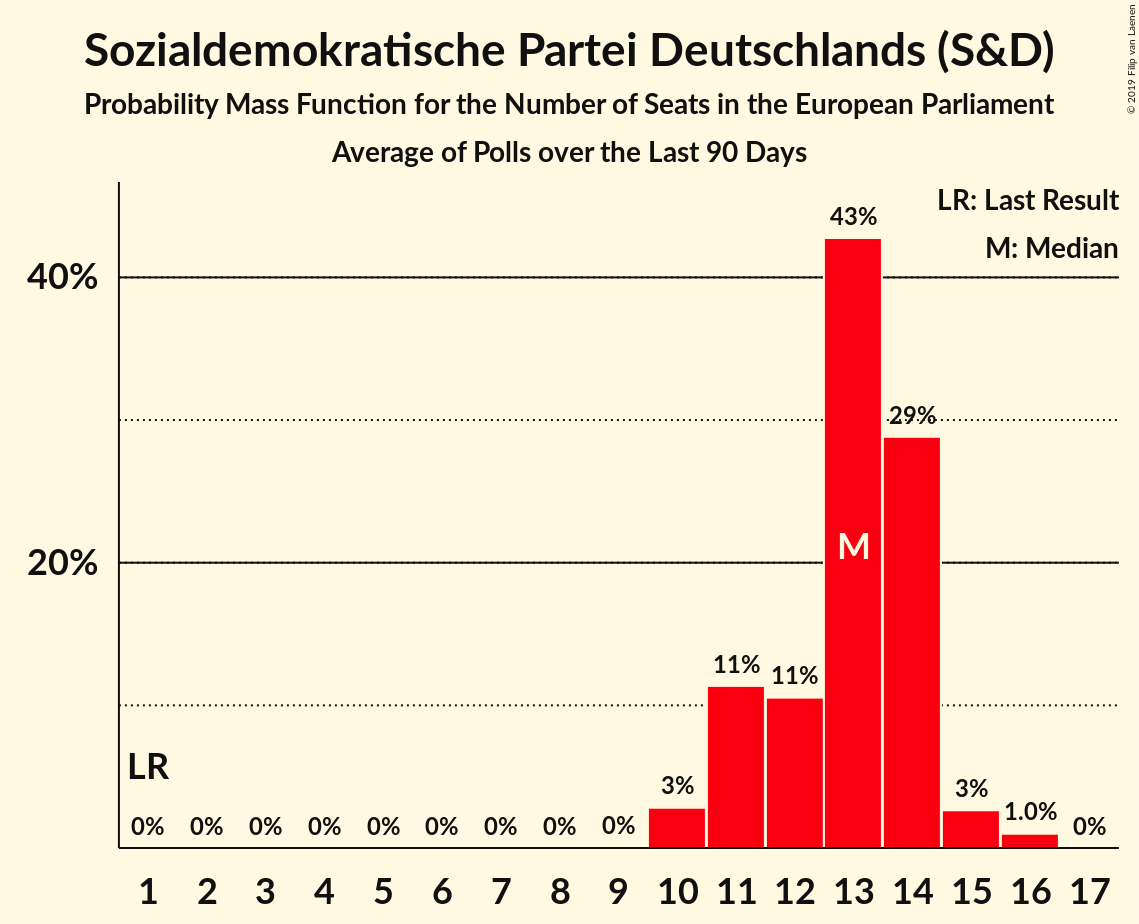 Sozialdemokratische Partei Deutschlands (S&D)
Probability Mass Function for the Number of Seats in the European Parliament
Average of Polls over the Last 90 Days
© 2019 Filip van Laenen
LR: Last Result
M: Median
40%
20%
43%
29%
M
11%
11%
LR
3%
3%
1.0%
0% 0% 0% 0% 0% 0% 0% 0% 0% 0%
1 2 3 4 5 6 7 8 9 10 11 12 13 14 15 16 17